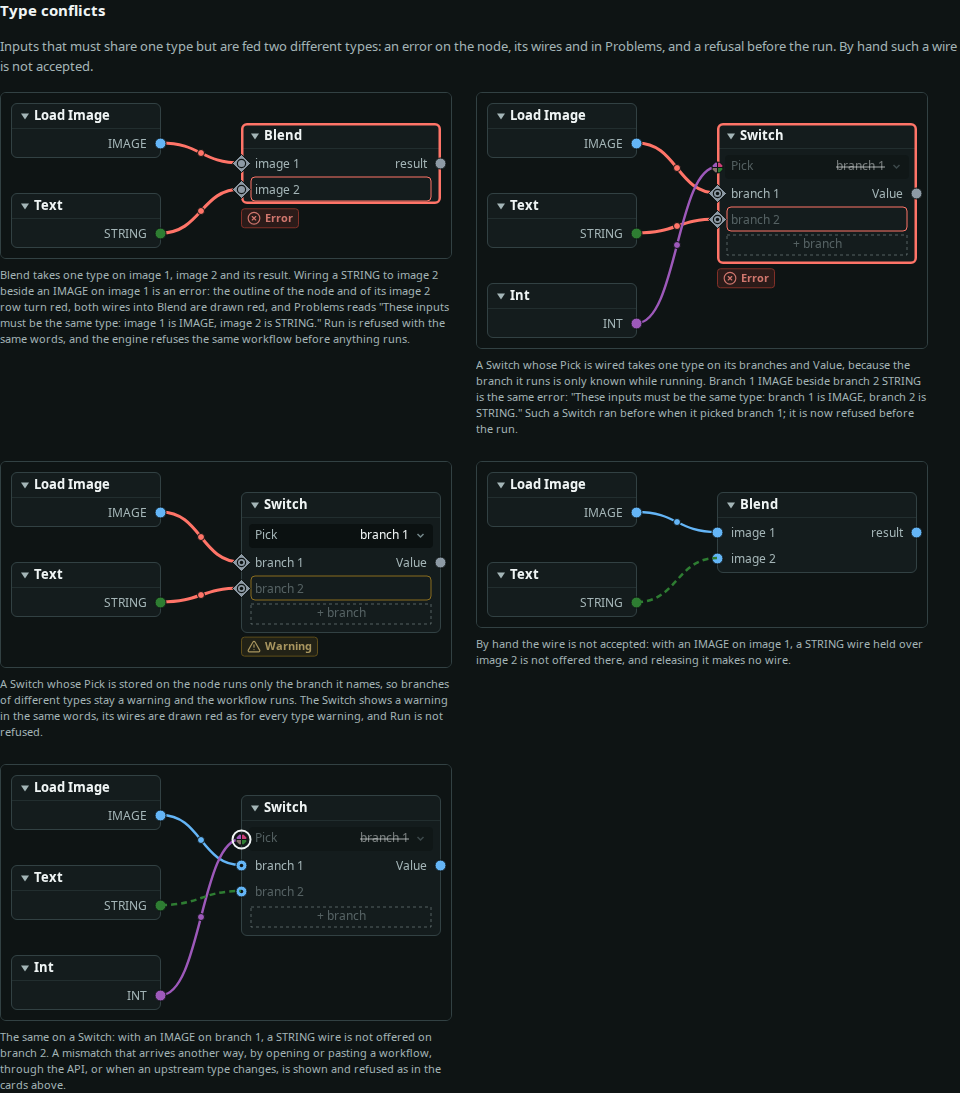 Type conflicts
Inputs that must share one type but are fed two different types: an error on the node, its wires and in Problems, and a refusal before the run. By hand such a wire
is not accepted.
Load Image
IMAGE
Text
STRING
Blend
image 1
result
image 2
Error
Blend takes one type on image 1, image 2 and its result. Wiring a STRING to image 2
beside an IMAGE on image 1 is an error: the outline of the node and of its image 2
row turn red, both wires into Blend are drawn red, and Problems reads "These inputs
must be the same type: image 1 is IMAGE, image 2 is STRING." Run is refused with the
same words, and the engine refuses the same workflow before anything runs.
Load Image
IMAGE
Text
STRING
Int
INT
Switch
Pick
branch 1
branch 1
Value
branch 2
+ branch
Error
A Switch whose Pick is wired takes one type on its branches and Value, because the
branch it runs is only known while running. Branch 1 IMAGE beside branch 2 STRING
is the same error: "These inputs must be the same type: branch 1 is IMAGE, branch 2 is
STRING." Such a Switch ran before when it picked branch 1; it is now refused before
the run.
Load Image
IMAGE
Text
STRING
Switch
Pick
branch 1
branch 1
Value
branch 2
+ branch
Warning
A Switch whose Pick is stored on the node runs only the branch it names, so branches
of different types stay a warning and the workflow runs. The Switch shows a warning
in the same words, its wires are drawn red as for every type warning, and Run is not
refused.
Load Image
IMAGE
Text
STRING
Blend
image 1
result
image 2
By hand the wire is not accepted: with an IMAGE on image 1, a STRING wire held over
image 2 is not offered there, and releasing it makes no wire.
Load Image
IMAGE
Text
STRING
Int
INT
Switch
Pick
branch 1
branch 1
Value
branch 2
+ branch
The same on a Switch: with an IMAGE on branch 1, a STRING wire is not offered on
branch 2. A mismatch that arrives another way, by opening or pasting a workflow,
through the API, or when an upstream type changes, is shown and refused as in the
cards above.